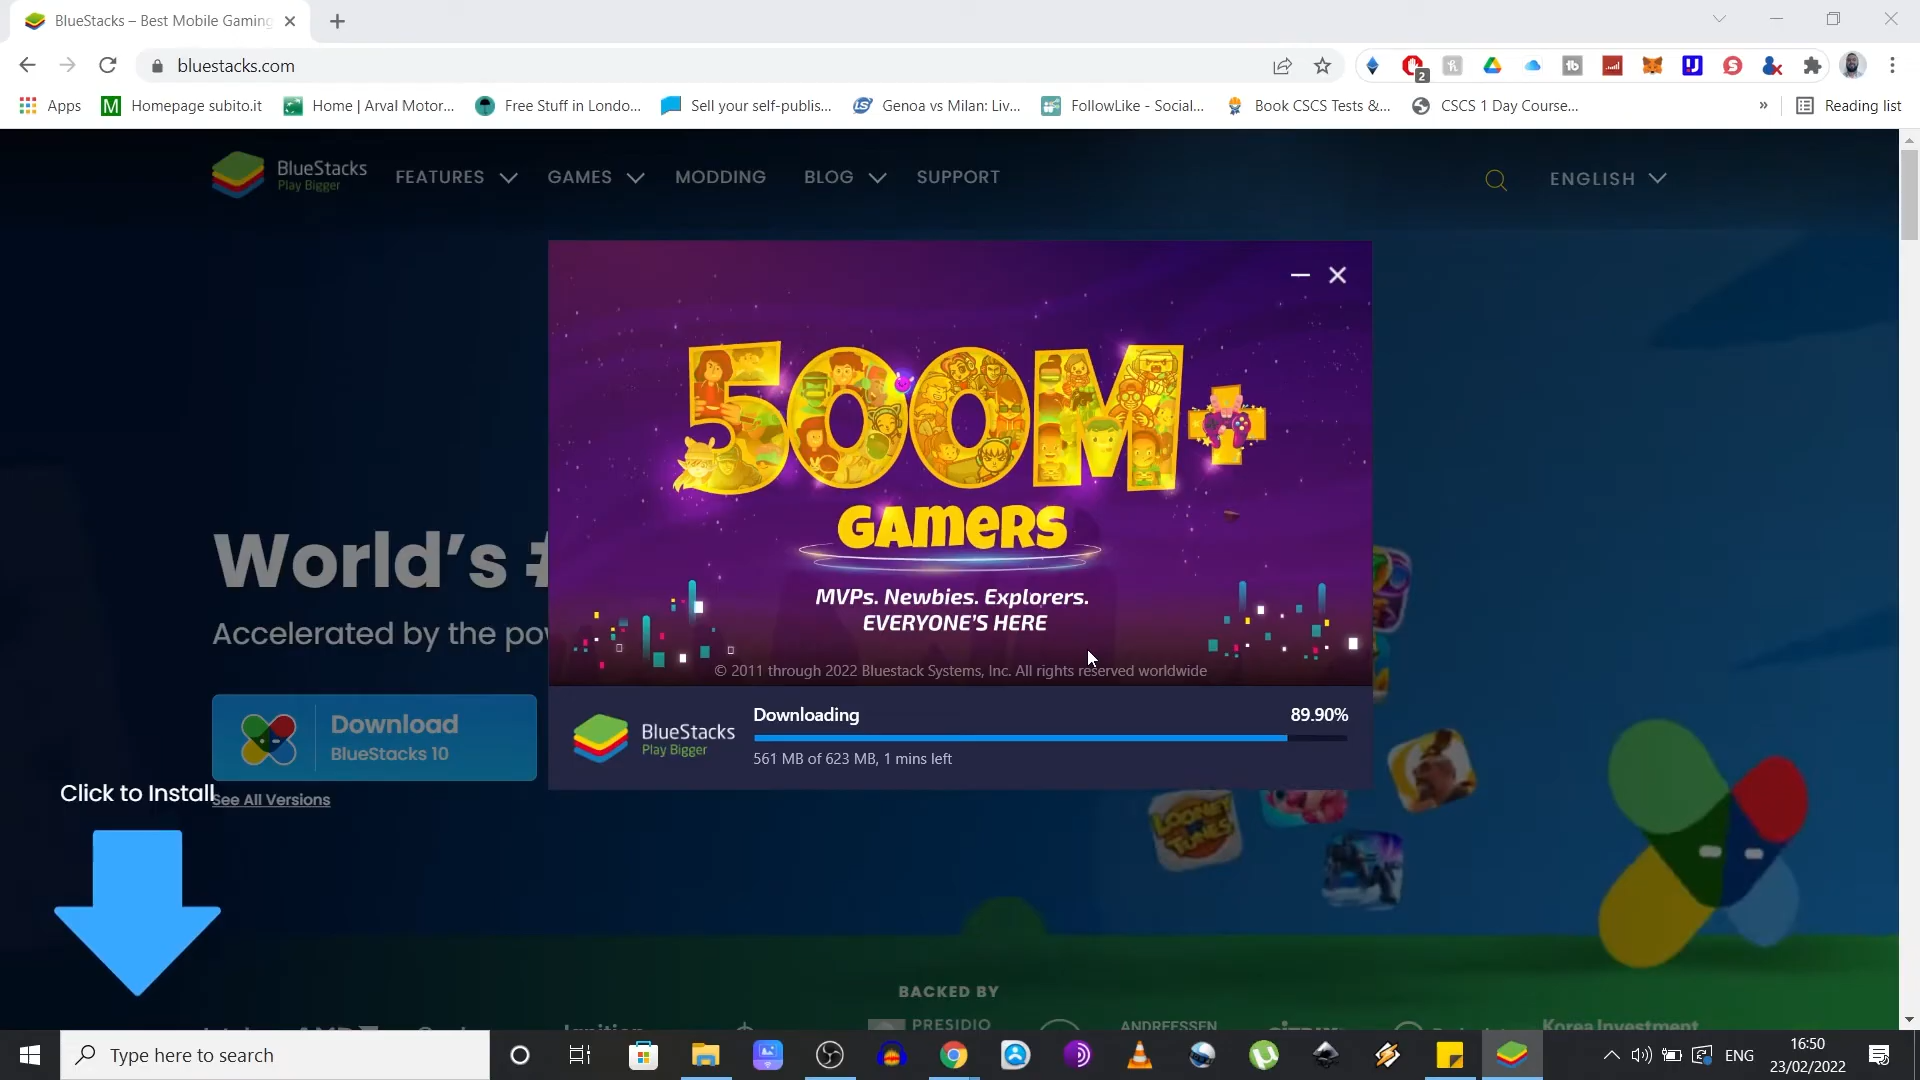 BlueStacks – Best Mobile Gaming
bluestacks.com
2
Apps
Homepage subito.it
Home | Arval Motor...
Free Stuff in Londo...
Sell your self-publis...
Genoa vs Milan: Liv...
FollowLike - Social...
Book CSCS Tests &...
CSCS 1 Day Course...
»
Reading list
BlueStacks
Play Bigger
FEATURES
GAMES
MODDING
BLOG
SUPPORT
ENGLISH
500M+
GAMERS
MVPs. Newbies. Explorers.
EVERYONE'S HERE
© 2011 through 2022 Bluestack Systems, Inc. All rights reserved worldwide
World's #
Accelerated by the po
Download
BlueStacks 10
See All Versions
BlueStacks
Play Bigger
Downloading
89.90%
561 MB of 623 MB, 1 mins left
Click to Install
LOONEY TUNES
BACKED BY
PRESIDIO
ANDREESSEN
Korea Investment
Type here to search
ENG
16:50
23/02/2022